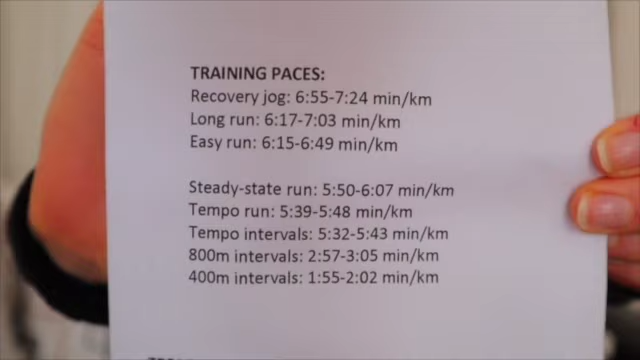 TRAINING PACES:
Recovery jog: 6:55-7:24 min/km
Long run: 6:17-7:03 min/km
Easy run: 6:15-6:49 min/km
Steady-state run: 5:50-6:07 min/km
Tempo run: 5:39-5:48 min/km
Tempo intervals: 5:32-5:43 min/km
800m intervals: 2:57-3:05 min/km
400m intervals: 1:55-2:02 min/km